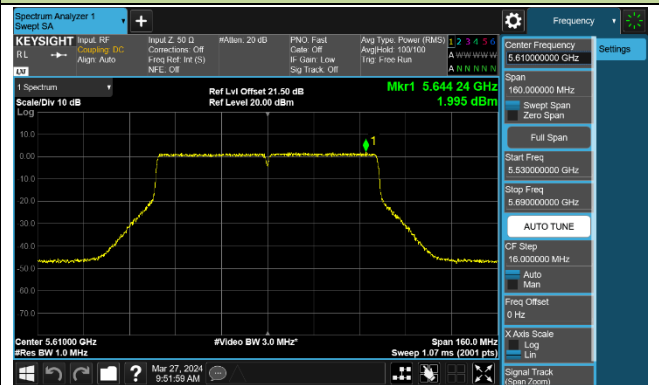 Spectrum Analyzer 1
Swept SA
+
Frequency
KEYSIGHT
RL
LXI
Input: RF
Coupling: DC
Align: Auto
Input Z: 50 Ω
Corrections: Off
Freq Ref: Int (S)
NFE: Off
#Atten: 20 dB
PNO: Fast
Gate: Off
IF Gain: Low
Sig Track: Off
Avg Type: Power (RMS)
Avg|Hold: 100/100
Trig: Free Run
1 2 3 4 5 6
A W W W W W
A N N N N N
1 Spectrum
Scale/Div 10 dB
Log
Ref Lvl Offset 21.50 dB
Ref Level 20.00 dBm
Mkr1 5.644 24 GHz
1.995 dBm
1
10.0
0.00
-10.0
-20.0
-30.0
-40.0
-50.0
-60.0
-70.0
Center 5.61000 GHz
#Res BW 1.0 MHz
#Video BW 3.0 MHz*
Span 160.0 MHz
Sweep 1.07 ms (2001 pts)
?
Mar 27, 2024
9:51:59 AM
Center Frequency
5.610000000 GHz
Settings
Span
160.000000 MHz
Swept Span
Zero Span
Full Span
Start Freq
5.530000000 GHz
Stop Freq
5.690000000 GHz
AUTO TUNE
CF Step
16.000000 MHz
Auto
Man
Freq Offset
0 Hz
X Axis Scale
Log
Lin
Signal Track
(Span Zoom)